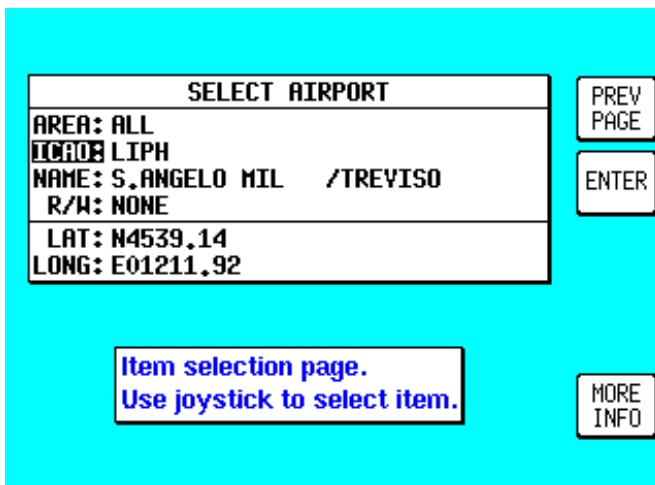 SELECT AIRPORT
AREA: ALL
ICAO: LIPH
NAME: S.ANGELO MIL /TREVISO
R/W: NONE
LAT: N4539.14
LONG: E01211.92
PREV
PAGE
ENTER
Item selection page.
Use joystick to select item.
MORE
INFO